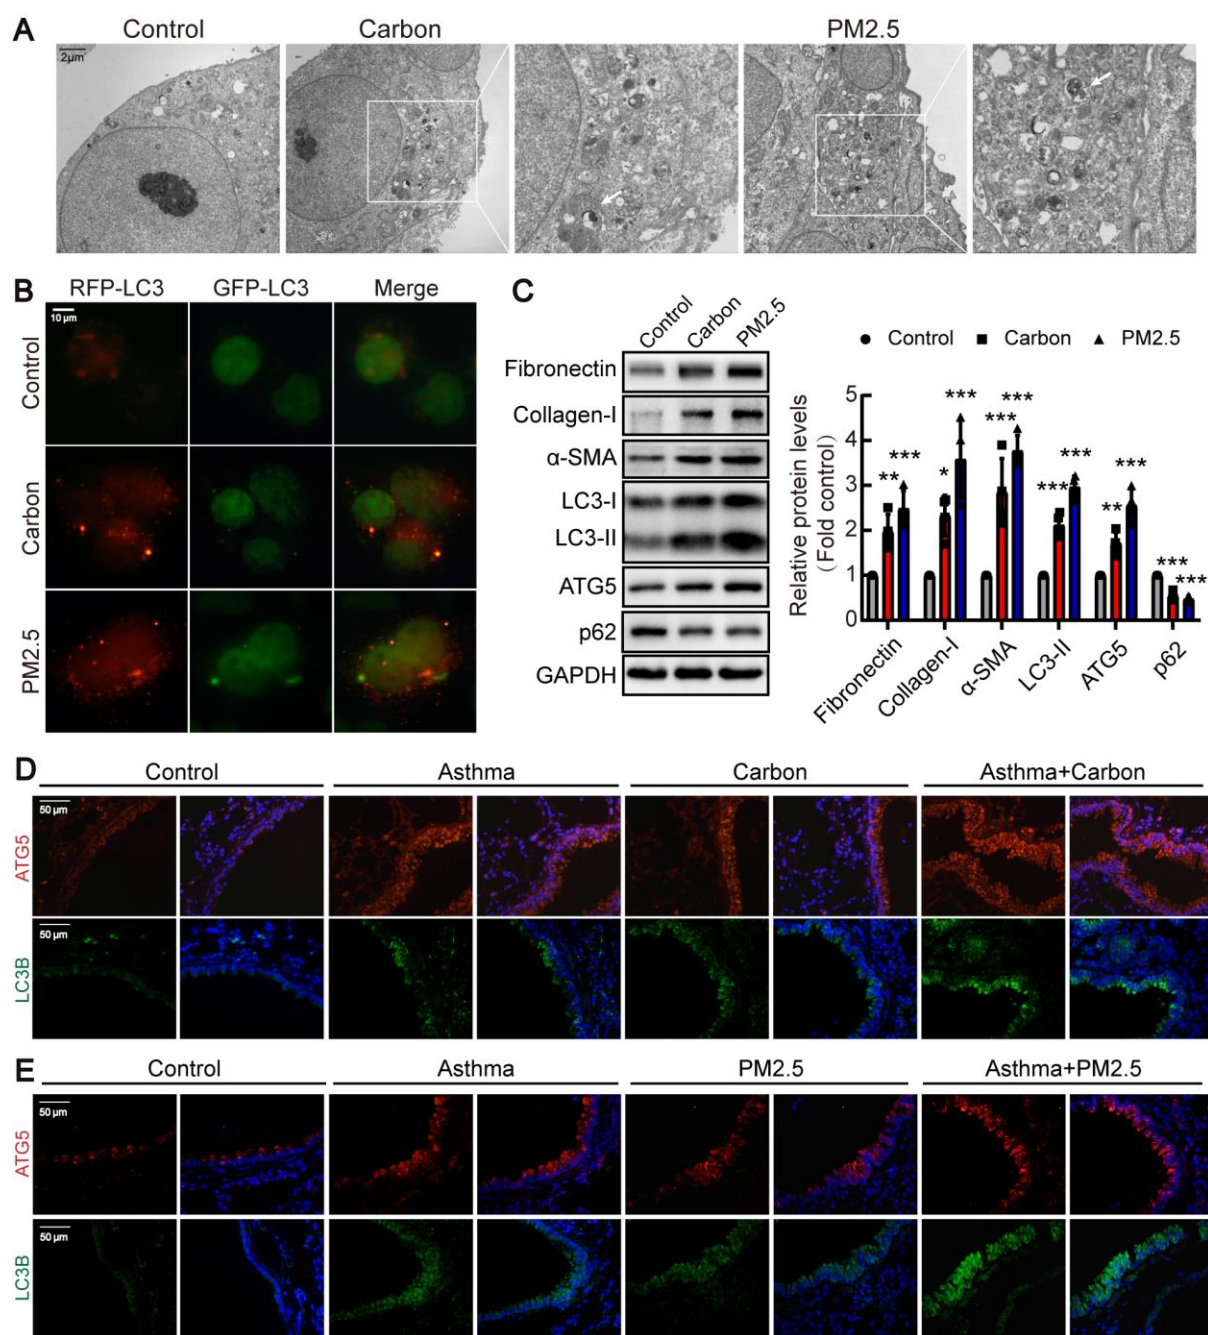 A
Control
Carbon
PM2.5
2μm
B
RFP-LC3
GFP-LC3
Merge
10 μm
Control
Carbon
PM2.5
C
Control
Carbon
PM2.5
Fibronectin
Collagen-I
α-SMA
LC3-I
LC3-II
ATG5
p62
GAPDH
Control
Carbon
PM2.5
Relative protein levels
(Fold control)
5
4
3
2
1
0
**
***
*
***
***
***
***
***
**
***
***
***
Fibronectin
Collagen-I
α-SMA
LC3-II
ATG5
p62
D
Control
Asthma
Carbon
Asthma+Carbon
ATG5
50 μm
LC3B
50 μm
E
Control
Asthma
PM2.5
Asthma+PM2.5
ATG5
50 μm
LC3B
50 μm